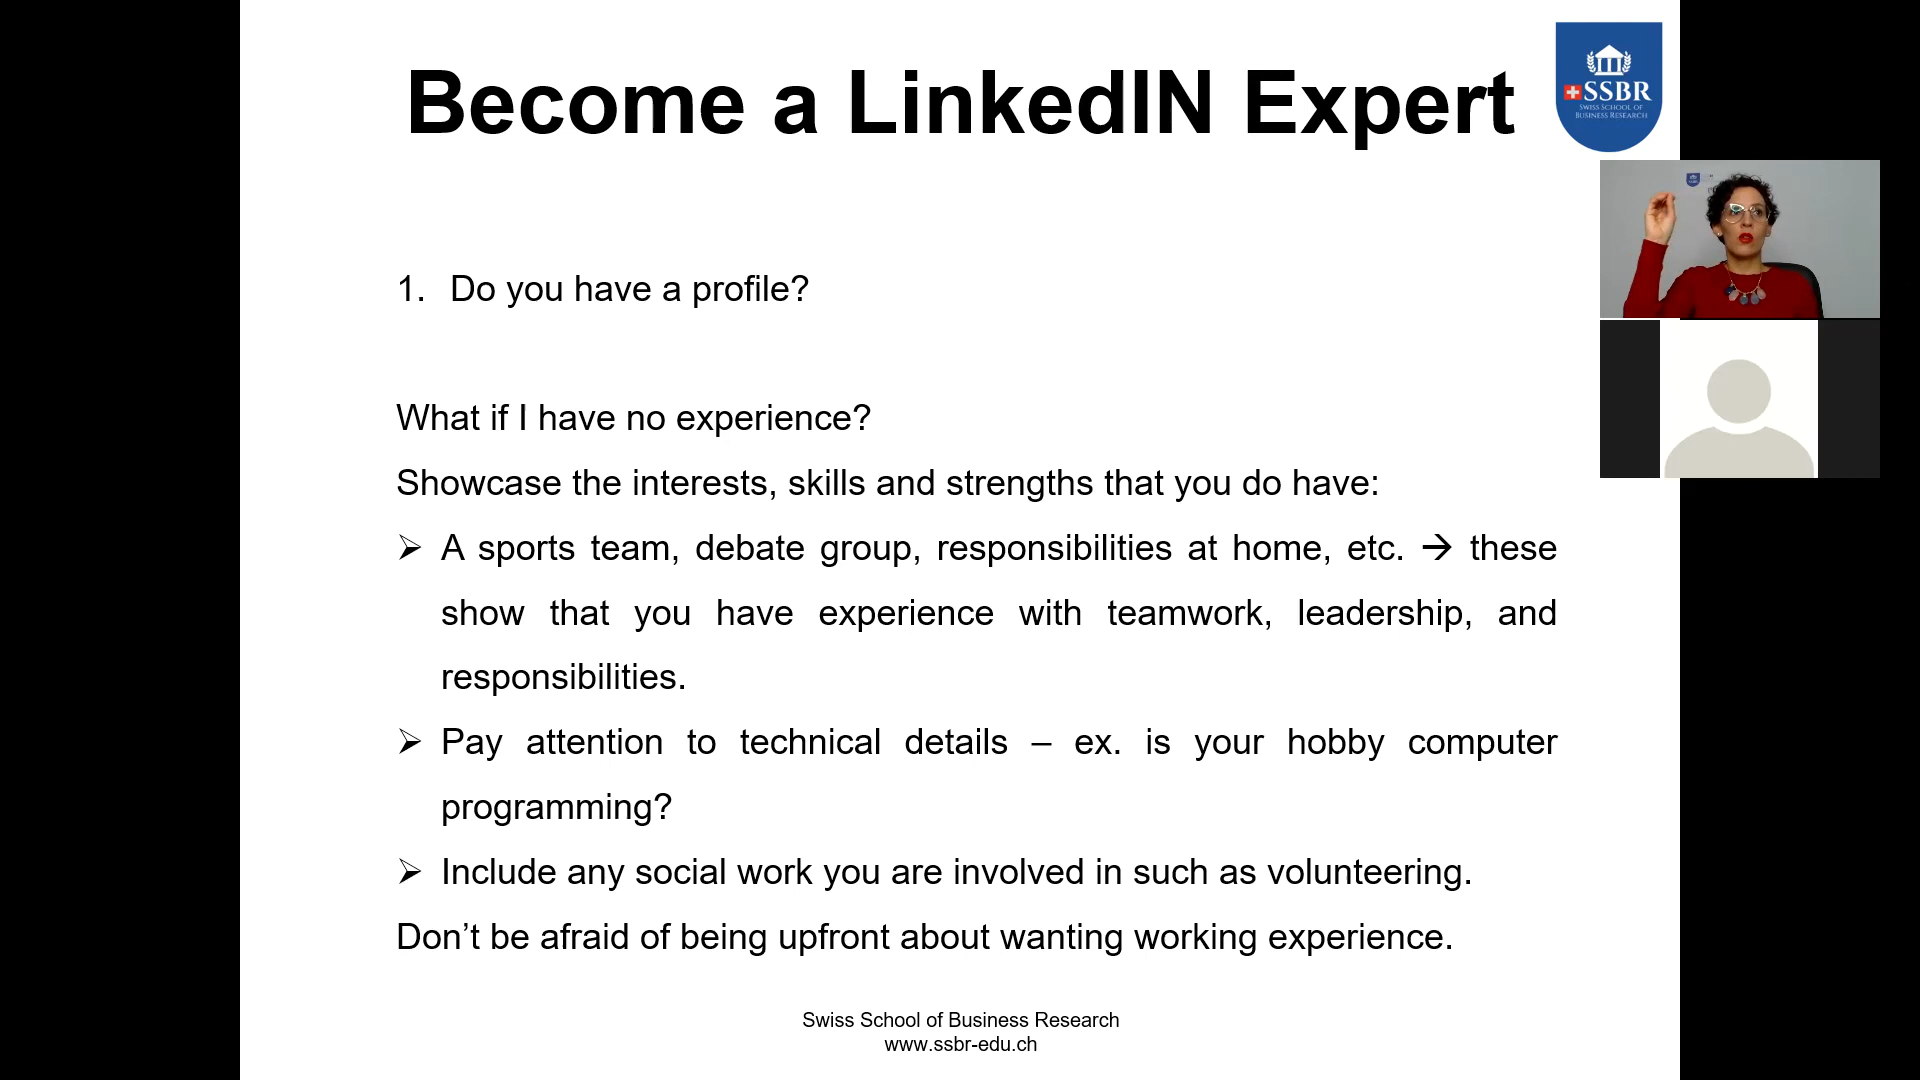 Become a LinkedIN Expert
SSBR
SWISS SCHOOL OF
BUSINESS RESEARCH
1. Do you have a profile?
What if I have no experience?
Showcase the interests, skills and strengths that you do have:
➢ A sports team, debate group, responsibilities at home, etc. → these
show that you have experience with teamwork, leadership, and
responsibilities.
➢ Pay attention to technical details – ex. is your hobby computer
programming?
➢ Include any social work you are involved in such as volunteering.
Don’t be afraid of being upfront about wanting working experience.
Swiss School of Business Research
www.ssbr-edu.ch